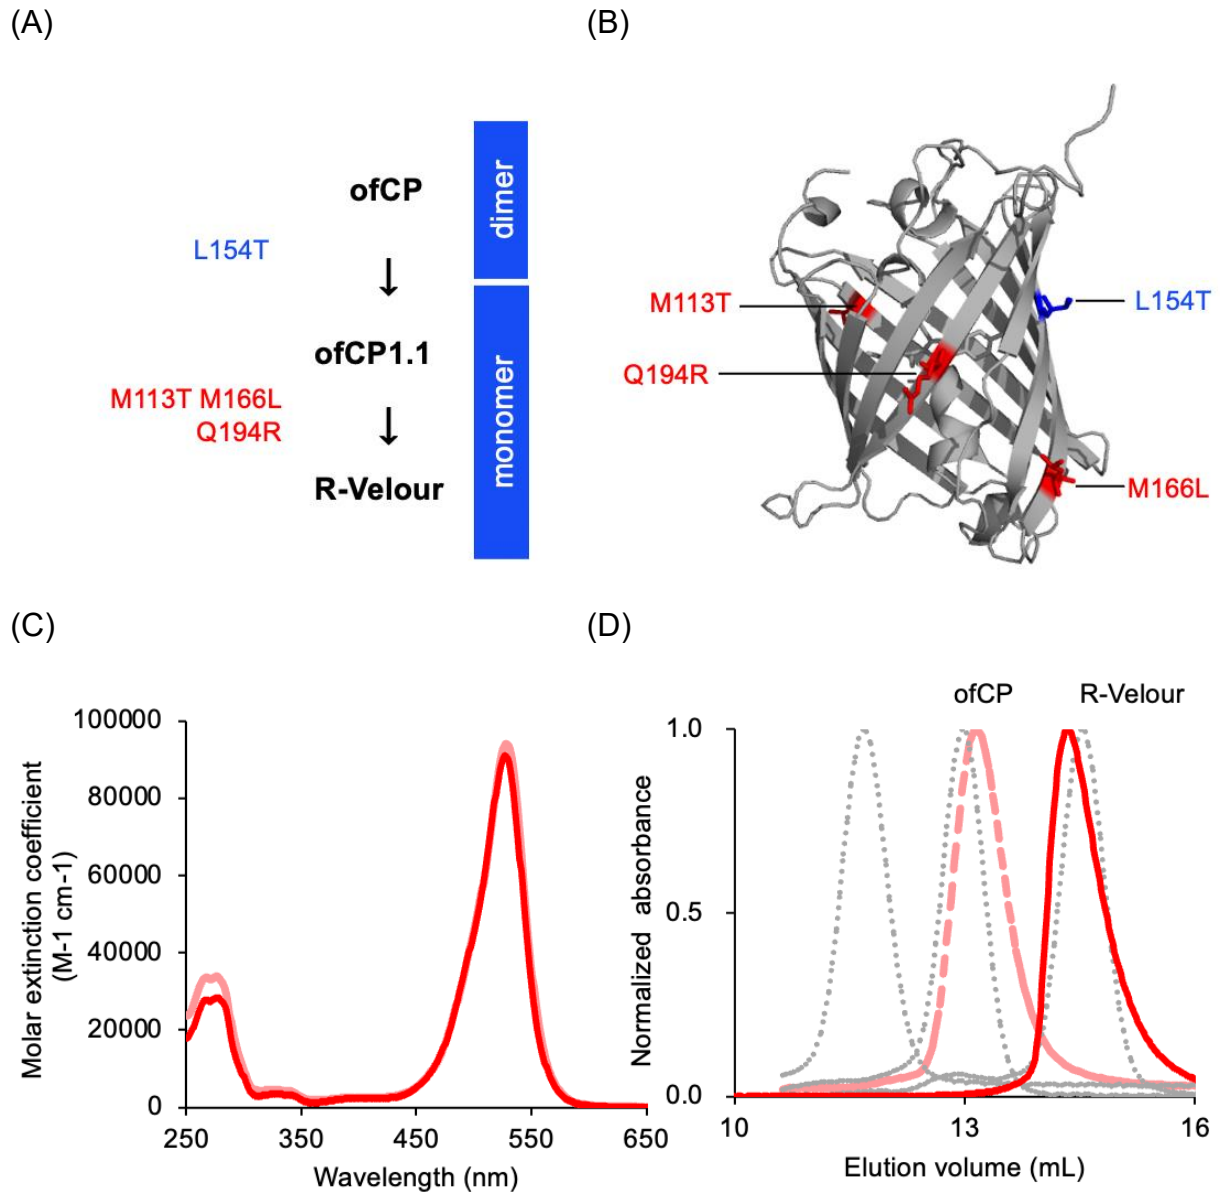 (A)
ofCP
L154T
↓
ofCP1.1
M113T M166L
Q194R
↓
R-Velour
dimer
monomer
(B)
M113T
Q194R
L154T
M166L
(C)
Molar extinction coefficient
(M-1 cm-1)
100000
80000
60000
40000
20000
0
250
350
450
550
650
Wavelength (nm)
(D)
ofCP
R-Velour
Normalized absorbance
1.0
0.5
0.0
10
13
16
Elution volume (mL)